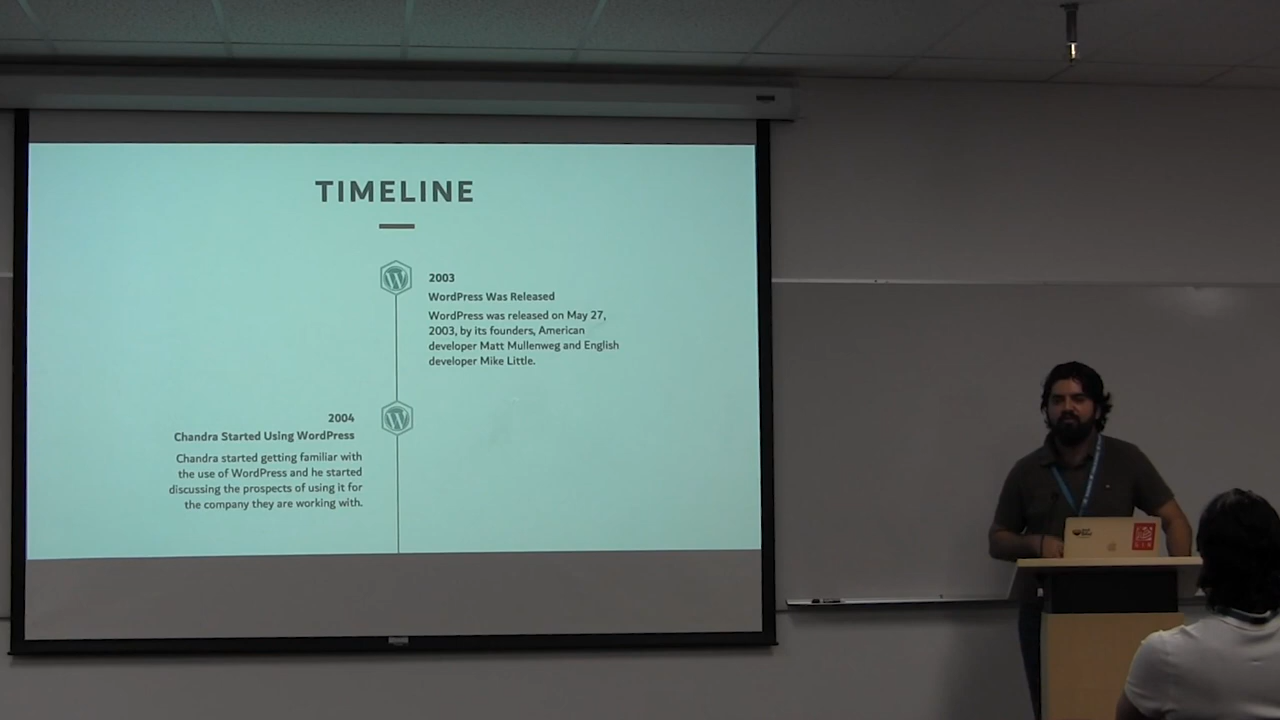 TIMELINE
2003
WordPress Was Released
WordPress was released on May 27,
2003, by its founders, American
developer Matt Mullenweg and English
developer Mike Little.
2004
Chandra Started Using WordPress
Chandra started getting familiar with
the use of WordPress and he started
discussing the prospects of using it for
the company they are working with.